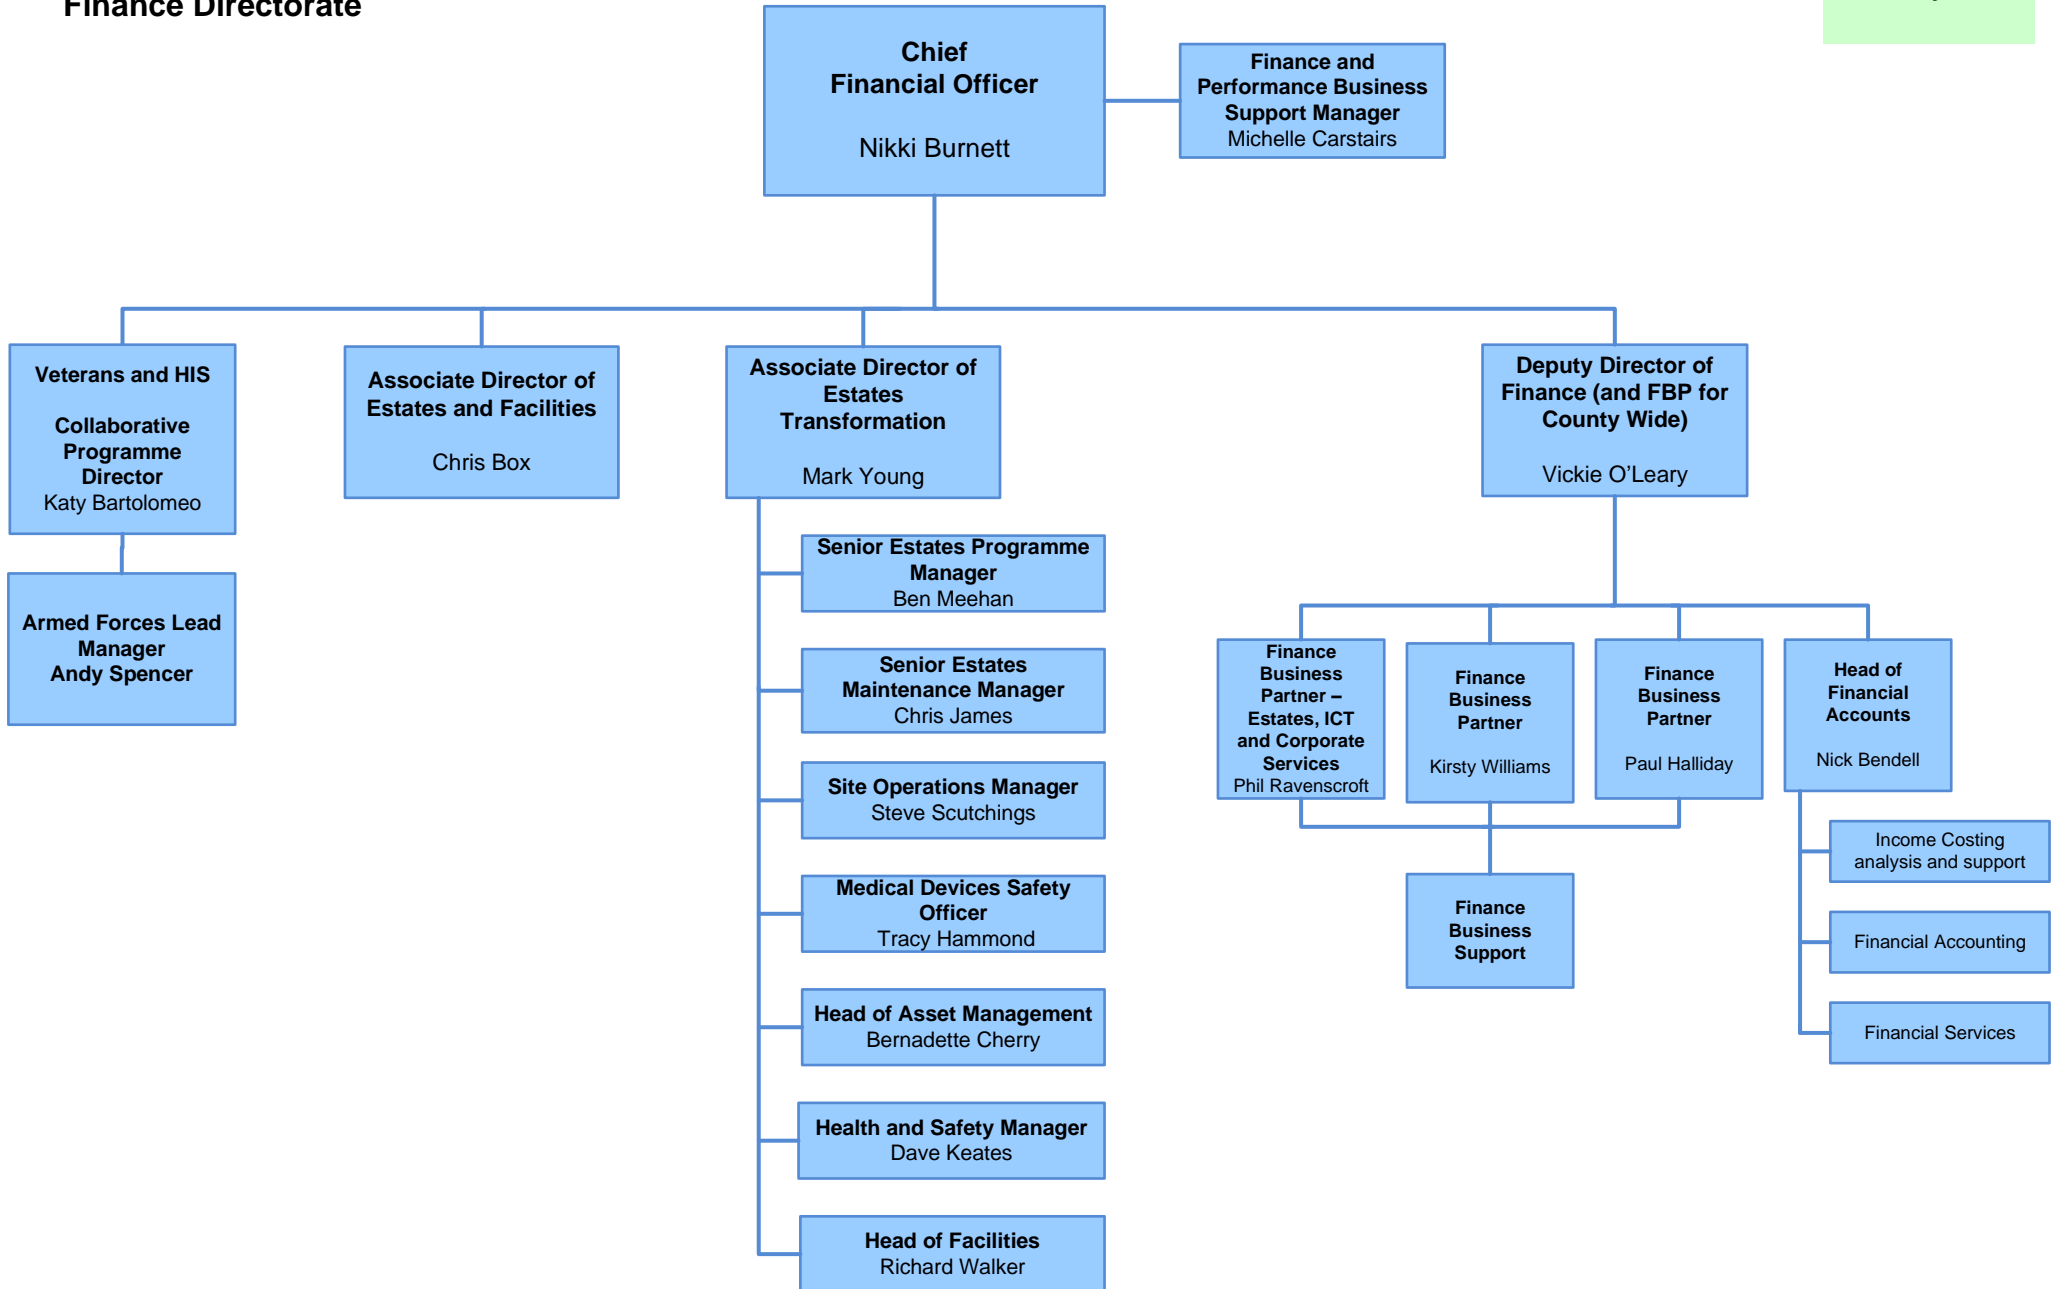 Finance Directorate
Chief
Financial Officer
Nikki Burnett
Finance and
Performance Business
Support Manager
Michelle Carstairs
Veterans and HIS
Collaborative
Programme
Director
Katy Bartolomeo
Armed Forces Lead
Manager
Andy Spencer
Associate Director of
Estates and Facilities
Chris Box
Associate Director of
Estates
Transformation
Mark Young
Senior Estates Programme
Manager
Ben Meehan
Senior Estates
Maintenance Manager
Chris James
Site Operations Manager
Steve Scutchings
Medical Devices Safety
Officer
Tracy Hammond
Head of Asset Management
Bernadette Cherry
Health and Safety Manager
Dave Keates
Head of Facilities
Richard Walker
Deputy Director of
Finance (and FBP for
County Wide)
Vickie O’Leary
Finance
Business
Partner –
Estates, ICT
and Corporate
Services
Phil Ravenscroft
Finance
Business
Partner
Kirsty Williams
Finance
Business
Partner
Paul Halliday
Head of
Financial
Accounts
Nick Bendell
Finance
Business
Support
Income Costing
analysis and support
Financial Accounting
Financial Services